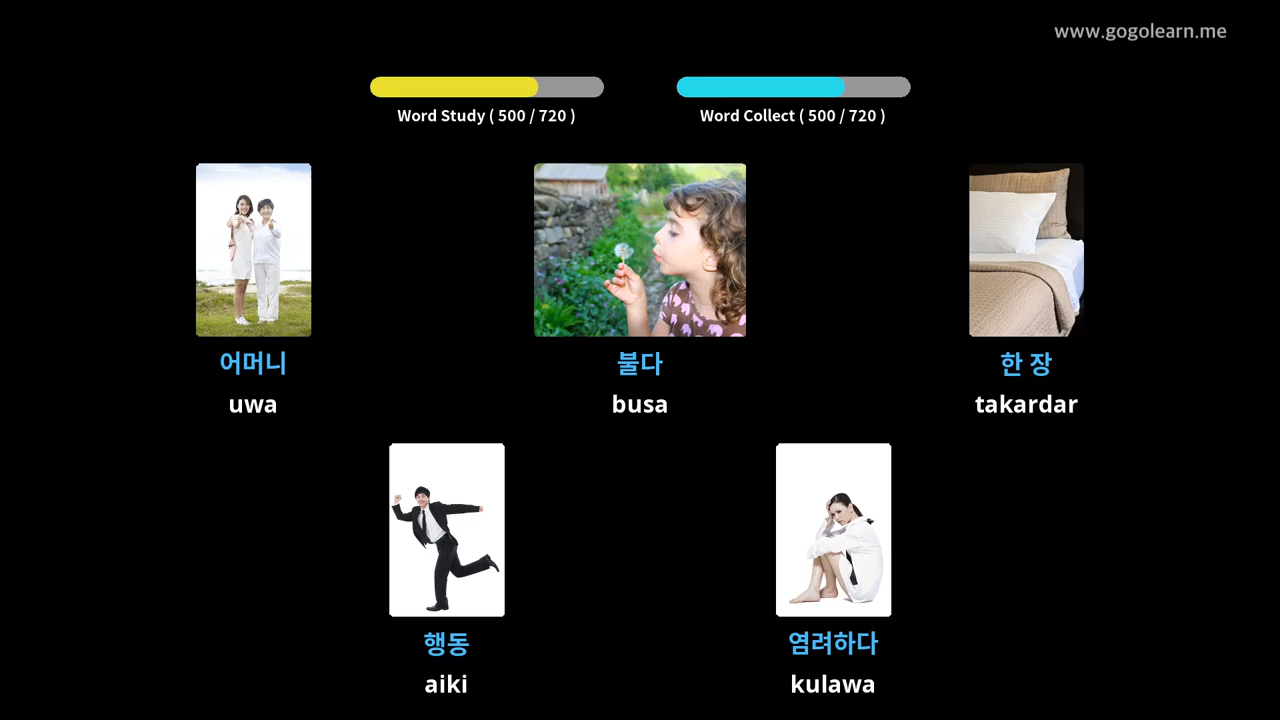 www.gogolearn.me
Word Study ( 500 / 720 )
Word Collect ( 500 / 720 )
어머니
uwa
불다
busa
한 장
takardar
행동
aiki
염려하다
kulawa